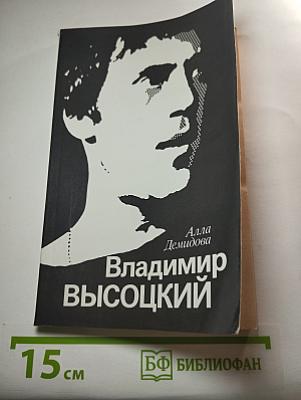 Алла
Демидова
Владимир
ВЫСОЦКИЙ
15 см
БФ БИБЛИОФАН